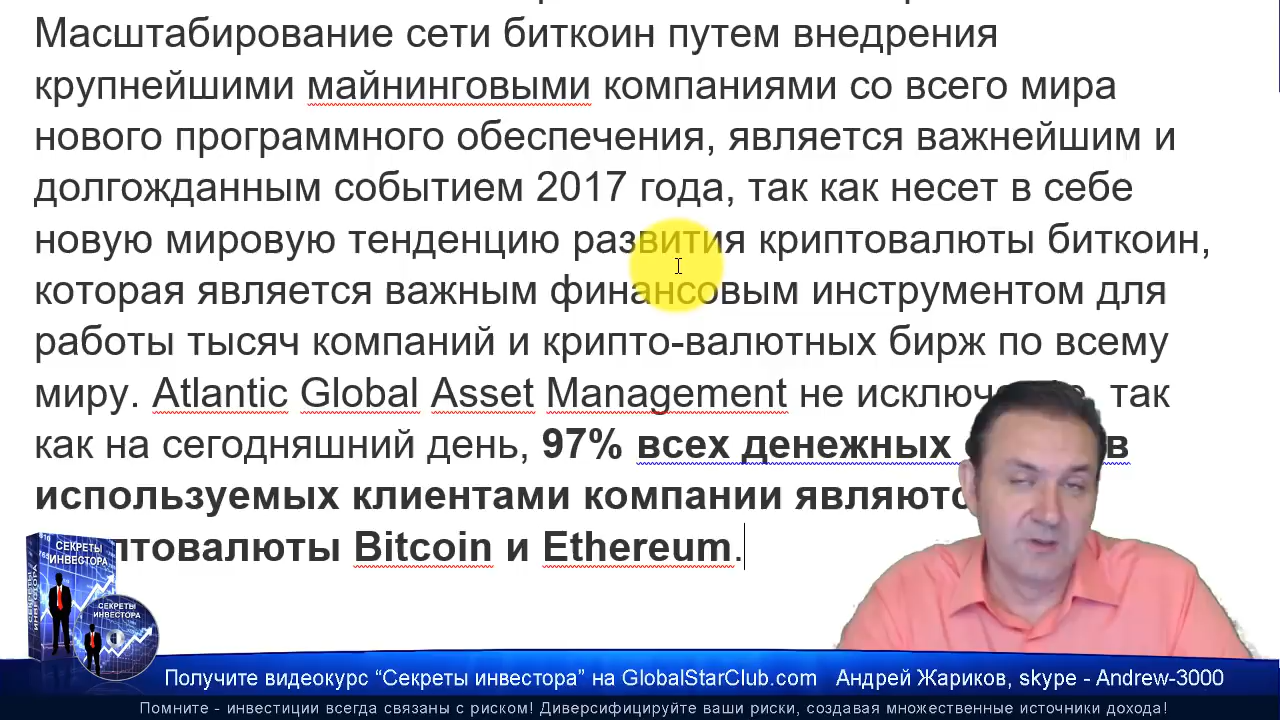 Масштабирование сети биткоин путем внедрения
крупнейшими майнинговыми компаниями со всего мира
нового программного обеспечения, является важнейшим и
долгожданным событием 2017 года, так как несет в себе
новую мировую тенденцию развития криптовалюты биткоин,
которая является важным финансовым инструментом для
работы тысяч компаний и крипто-валютных бирж по всему
миру. Atlantic Global Asset Management не так
как на сегодняшний день, 97% всех денежных
используемых клиентами компании
Bitcoin и Ethereum.
СЕКРЕТЫ
ИНВЕСТОРА
СЕКРЕТЫ
ИНВЕСТОРА
Получите видеокурс “Секреты инвестора” на GlobalStarClub.com Андрей Жариков, skype - Andrew-3000
Помните - инвестиции всегда связаны с риском! Диверсифицируйте ваши риски, создавая множественные источники дохода!